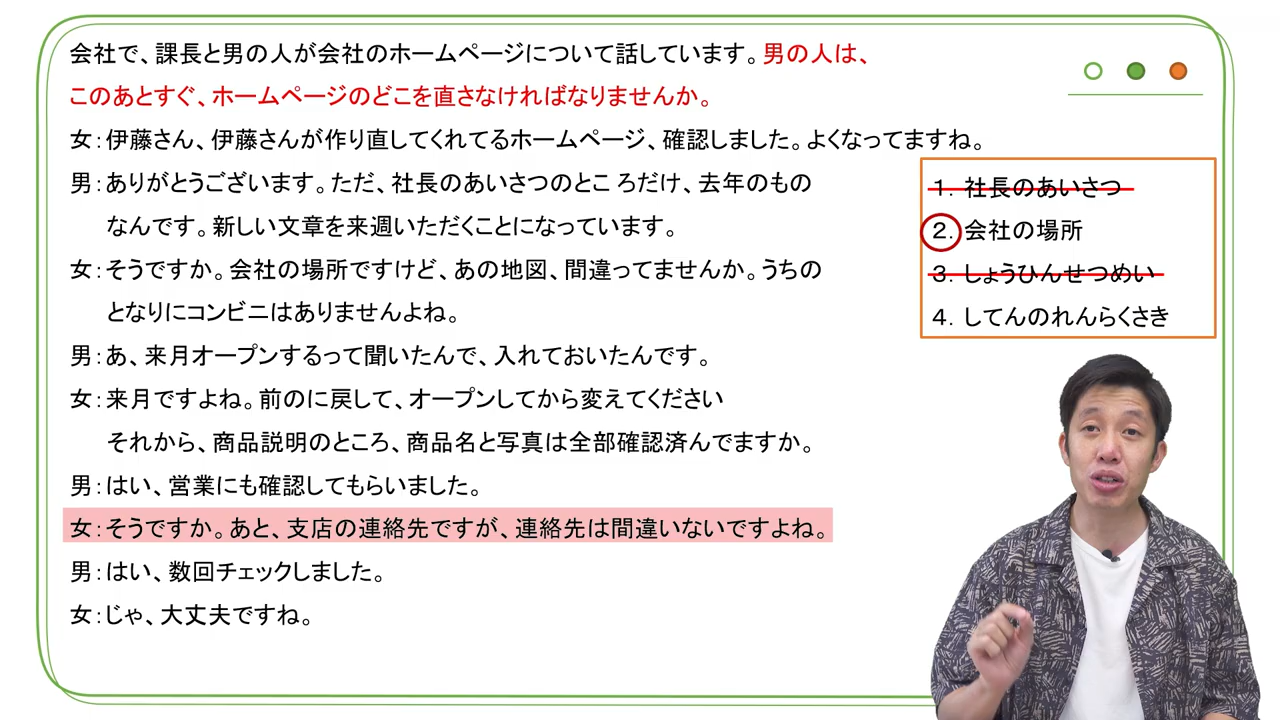 会社で、課長と男の人が会社のホームページについて話しています。男の人は、
このあとすぐ、ホームページのどこを直さなければなりませんか。
女：伊藤さん、伊藤さんが作り直してくれてるホームページ、確認しました。よくなってますね。
男：ありがとうございます。ただ、社長のあいさつのところだけ、去年のもの
なんです。新しい文章を来週いただくことになっています。
女：そうですか。会社の場所ですけど、あの地図、間違ってませんか。うちの
となりにコンビニはありませんよね。
男：あ、来月オープンするって聞いたんで、入れておいたんです。
女：来月ですよね。前のに戻して、オープンしてから変えてください
それから、商品説明のところ、商品名と写真は全部確認済んでますか。
男：はい、営業にも確認してもらいました。
女：そうですか。あと、支店の連絡先ですが、連絡先は間違いないですよね。
男：はい、数回チェックしました。
女：じゃ、大丈夫ですね。
１．社長のあいさつ
２．会社の場所
３．しょうひんせつめい
４．してんのれんらくさき